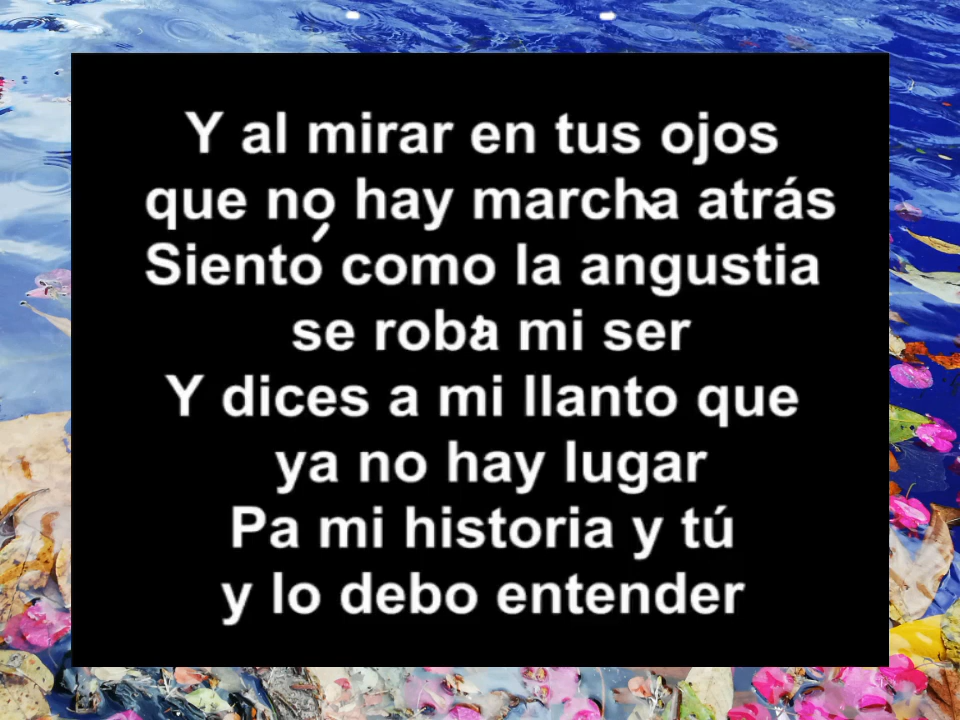 Y al mirar en tus ojos
que no hay marcha atrás
Siento como la angustia
se roba mi ser
Y dices a mi llanto que
ya no hay lugar
Pa mi historia y tú
y lo debo entender